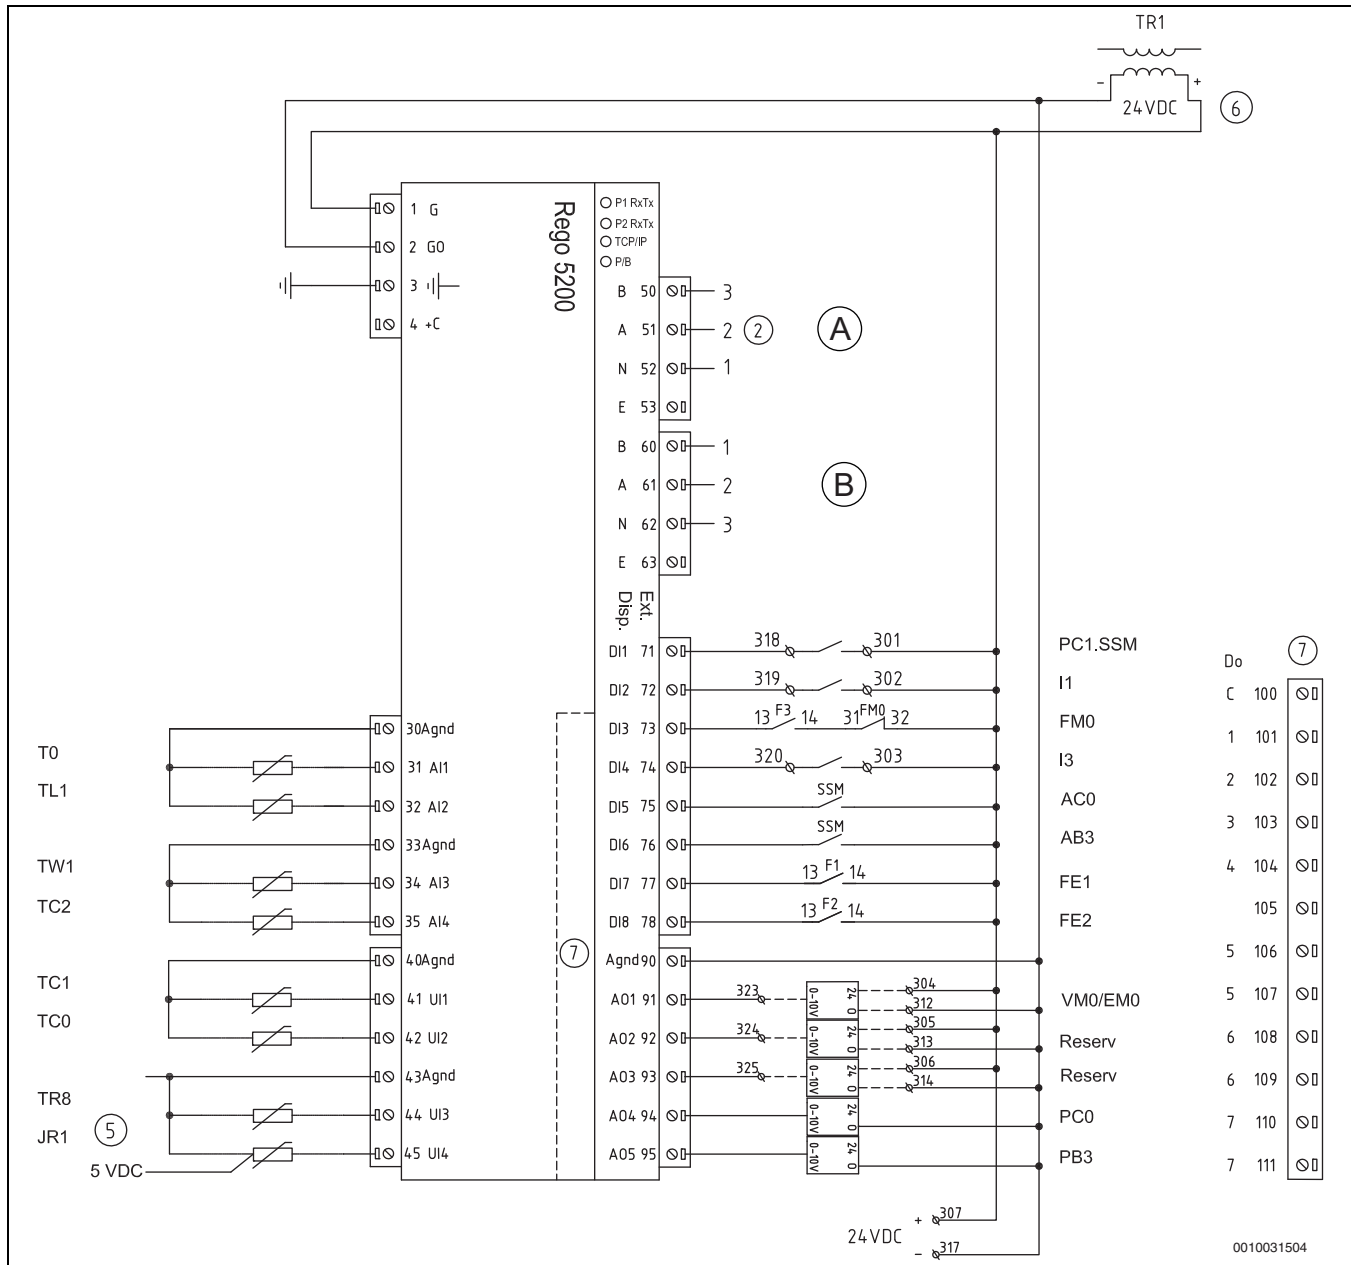 TR1
- +
24VDC
6
1 G
2 G0
3
4 +C
Rego 5200
P1 RxTx
P2 RxTx
TCP/IP
P/B
B 50 3
A 51 2 2
N 52 1
E 53
A
B 60 1
A 61 2
N 62 3
E 63
B
Ext.
Disp.
DI1 71 318 301 PC1.SSM
DI2 72 319 302 I1
DI3 73 13 F3 14 31 FM0 32 FM0
DI4 74 320 303 I3
DI5 75 SSM AC0
DI6 76 SSM AB3
DI7 77 13 F1 14 FE1
DI8 78 13 F2 14 FE2
Agnd 90
AO1 91 323 0-10V 24 0 304 312 VM0/EM0
AO2 92 324 0-10V 24 0 305 313 Reserv
AO3 93 325 0-10V 24 0 306 314 Reserv
AO4 94 0-10V 24 0 PC0
AO5 95 0-10V 24 0 PB3
7
30Agnd
T0 31 AI1
TL1 32 AI2
33Agnd
TW1 34 AI3
TC2 35 AI4
40Agnd
TC1 41 UI1
TC0 42 UI2
43Agnd
TR8 44 UI3
JR1 5 45 UI4
5 VDC
Do 7
C 100
1 101
2 102
3 103
4 104
105
5 106
5 107
6 108
6 109
7 110
7 111
24VDC
+ 307
- 317
0010031504